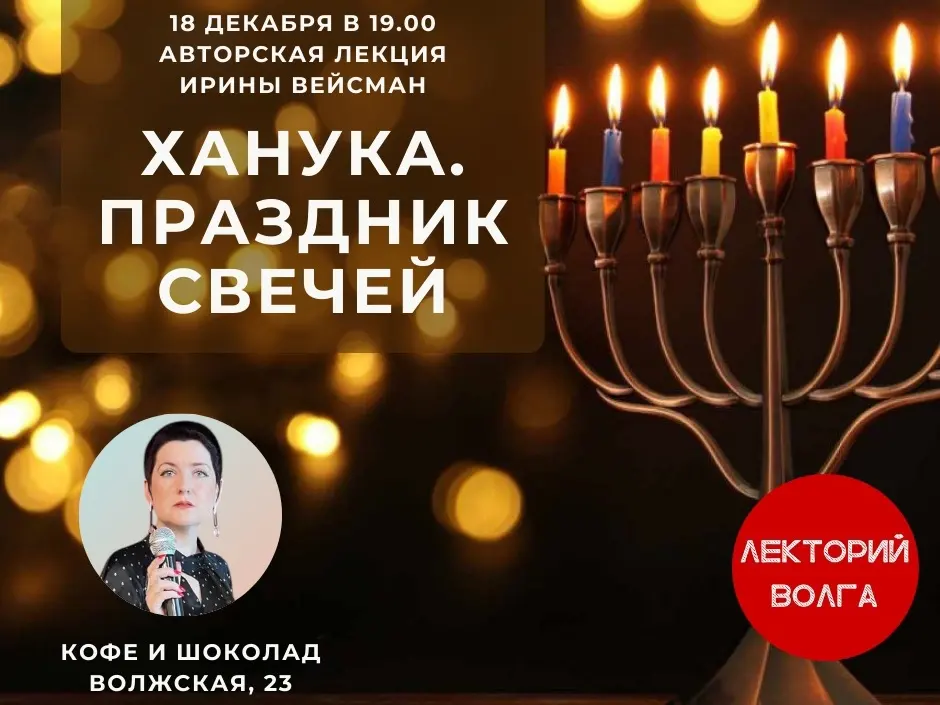 18 ДЕКАБРЯ В 19.00
АВТОРСКАЯ ЛЕКЦИЯ
ИРИНЫ ВЕЙСМАН
ХАНУКА.
ПРАЗДНИК
СВЕЧЕЙ
ЛЕКТОРИЙ
ВОЛГА
КОФЕ И ШОКОЛАД
ВОЛЖСКАЯ, 23